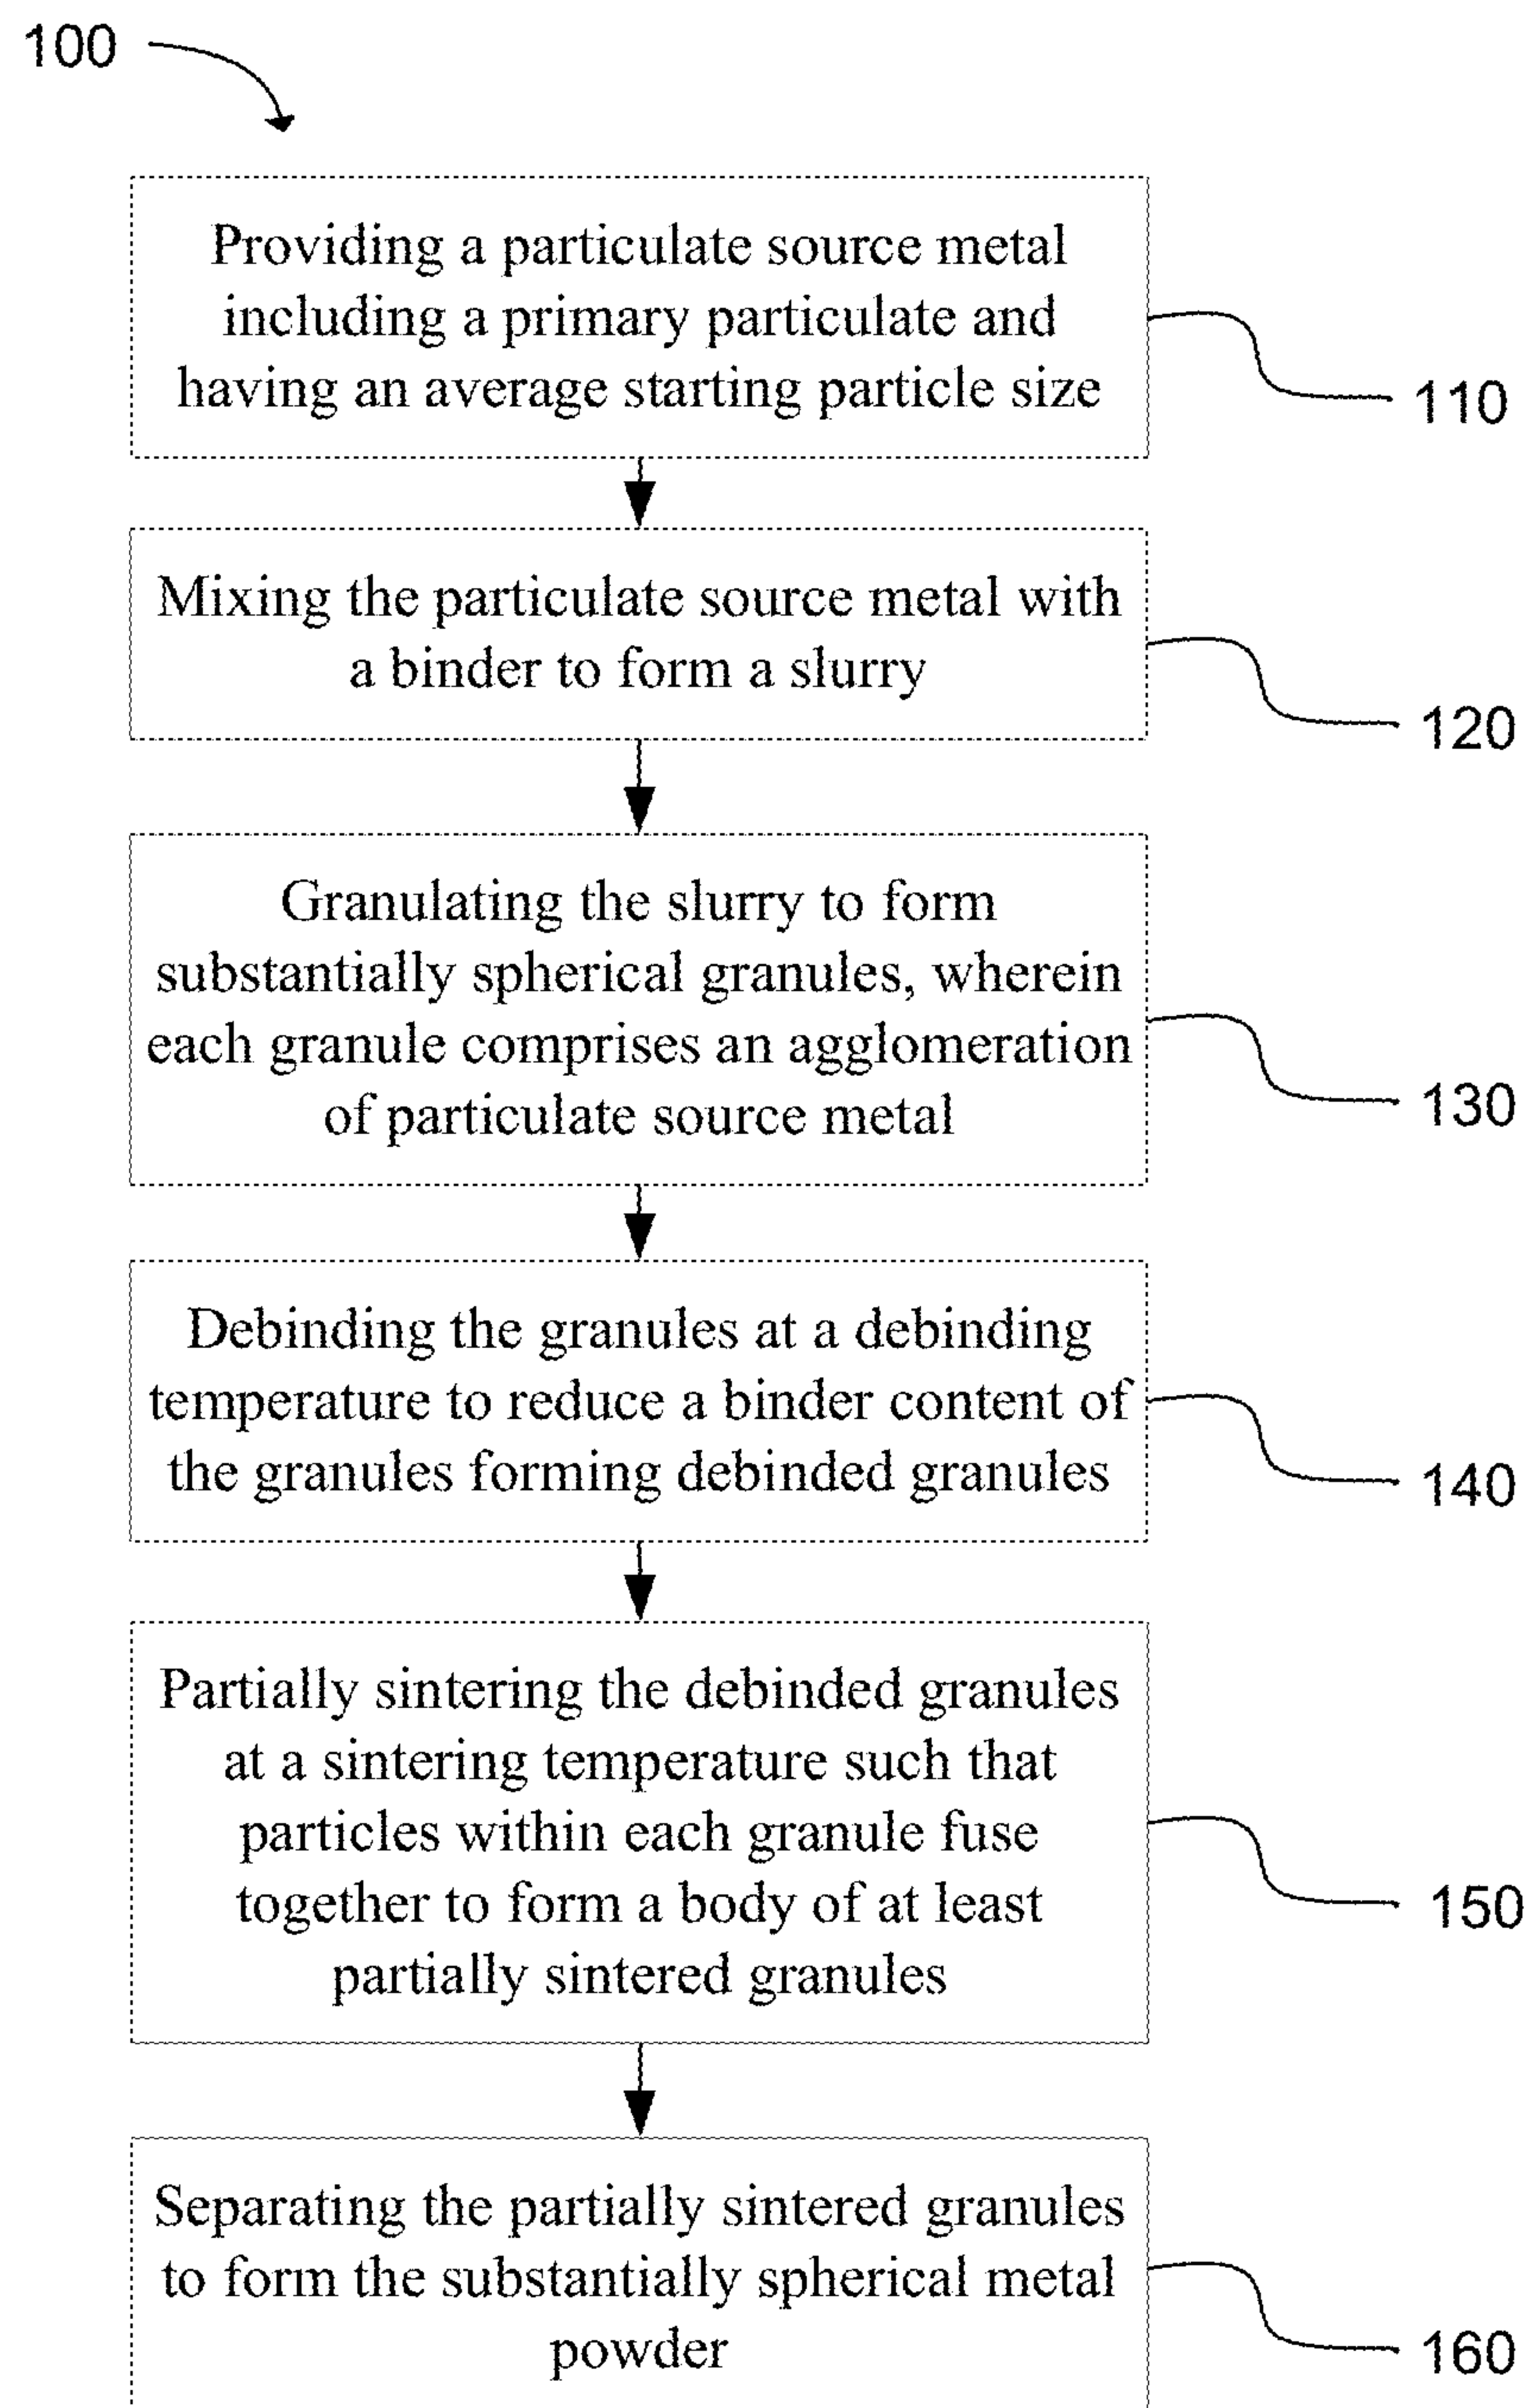 100
Providing a particulate source metal
including a primary particulate and
having an average starting particle size
110
Mixing the particulate source metal with
a binder to form a slurry
120
Granulating the slurry to form
substantially spherical granules, wherein
each granule comprises an agglomeration
of particulate source metal
130
Debinding the granules at a debinding
temperature to reduce a binder content of
the granules forming debinded granules
140
Partially sintering the debinded granules
at a sintering temperature such that
particles within each granule fuse
together to form a body of at least
partially sintered granules
150
Separating the partially sintered granules
to form the substantially spherical metal
powder
160